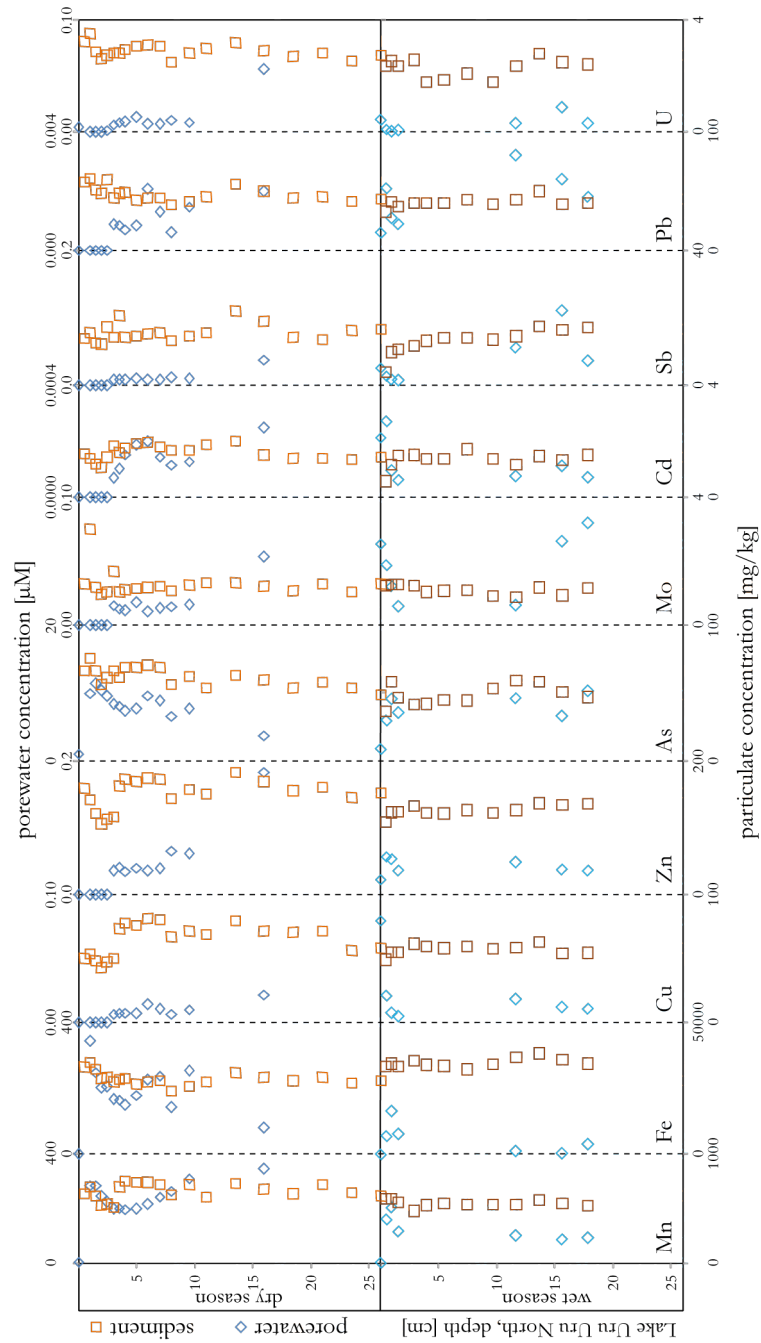 porewater concentration [µM]
0 400 0 400 0.00 0.10 0.0 0.2 0 20 0.00 0.10 0.0000 0.0004 0.0 0.2 0.000 0.004 0.00 0.10
sediment
porewater
dry season
5
10
15
20
25
Lake Uru Uru North, depth [cm]
wet season
5
10
15
20
25
Mn Fe Cu Zn As Mo Cd Sb Pb U
0 1000 0 50000 0 100 0 200 0 100 0 4 0 4 0 40 0 100 0 4
particulate concentration [mg/kg]